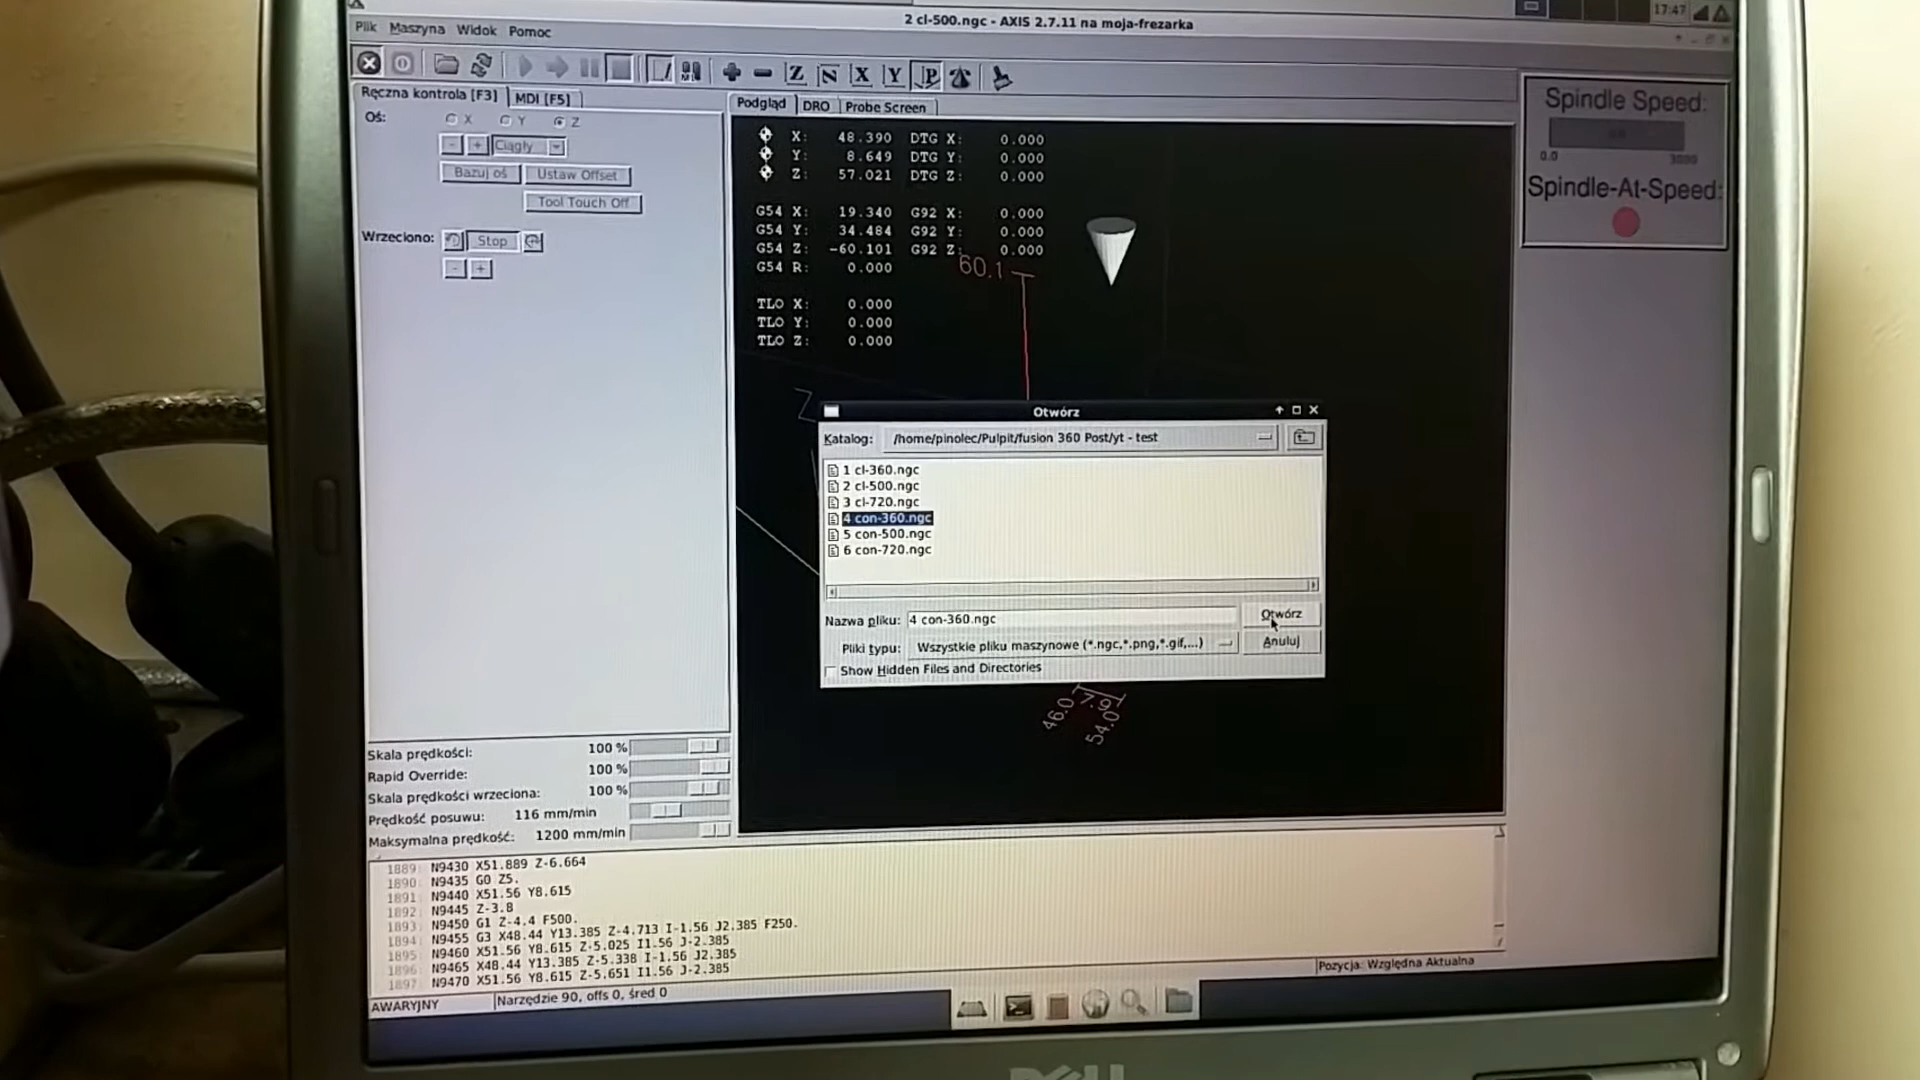 2 cl-500.ngc - AXIS 2.7.11 na moja-frezarka
17:47
Plik Maszyna Widok Pomoc
Z N X Y P
Ręczna kontrola [F3] MDI [F5]
Podgląd DRO Probe Screen
Oś: X Y Z
- + Ciągły
Bazuj oś Ustaw Offset
Tool Touch Off
Wrzeciono: Stop
- +
X: 48.390 DTG X: 0.000
Y: 8.649 DTG Y: 0.000
Z: 57.021 DTG Z: 0.000
G54 X: 19.340 G92 X: 0.000
G54 Y: 34.484 G92 Y: 0.000
G54 Z: -60.101 G92 Z: 0.000
G54 R: 0.000
60.1
TLO X: 0.000
TLO Y: 0.000
TLO Z: 0.000
Z
Spindle Speed:
0.0 3000
Spindle-At-Speed:
Otwórz
Katalog: /home/pinolec/Pulpit/fusion 360 Post/yt - test
1 cl-360.ngc
2 cl-500.ngc
3 cl-720.ngc
4 con-360.ngc
5 con-500.ngc
6 con-720.ngc
Nazwa pliku: 4 con-360.ngc Otwórz
Pliki typu: Wszystkie pliku maszynowe (*.ngc,*.png,*.gif,...) Anuluj
Show Hidden Files and Directories
46.0
54.0
Skala prędkości: 100 %
Rapid Override: 100 %
Skala prędkości wrzeciona: 100 %
Prędkość posuwu: 116 mm/min
Maksymalna prędkość: 1200 mm/min
1889: N9430 X51.889 Z-6.664
1890: N9435 G0 Z5.
1891: N9440 X51.56 Y8.615
1892: N9445 Z-3.8
1893: N9450 G1 Z-4.4 F500.
1894: N9455 G3 X48.44 Y13.385 Z-4.713 I-1.56 J2.385 F250.
1895: N9460 X51.56 Y8.615 Z-5.025 I1.56 J-2.385
1896: N9465 X48.44 Y13.385 Z-5.338 I-1.56 J2.385
1897: N9470 X51.56 Y8.615 Z-5.651 I1.56 J-2.385
AWARYJNY Narzędzie 90, offs 0, śred 0 Pozycja: Względna Aktualna
DELL